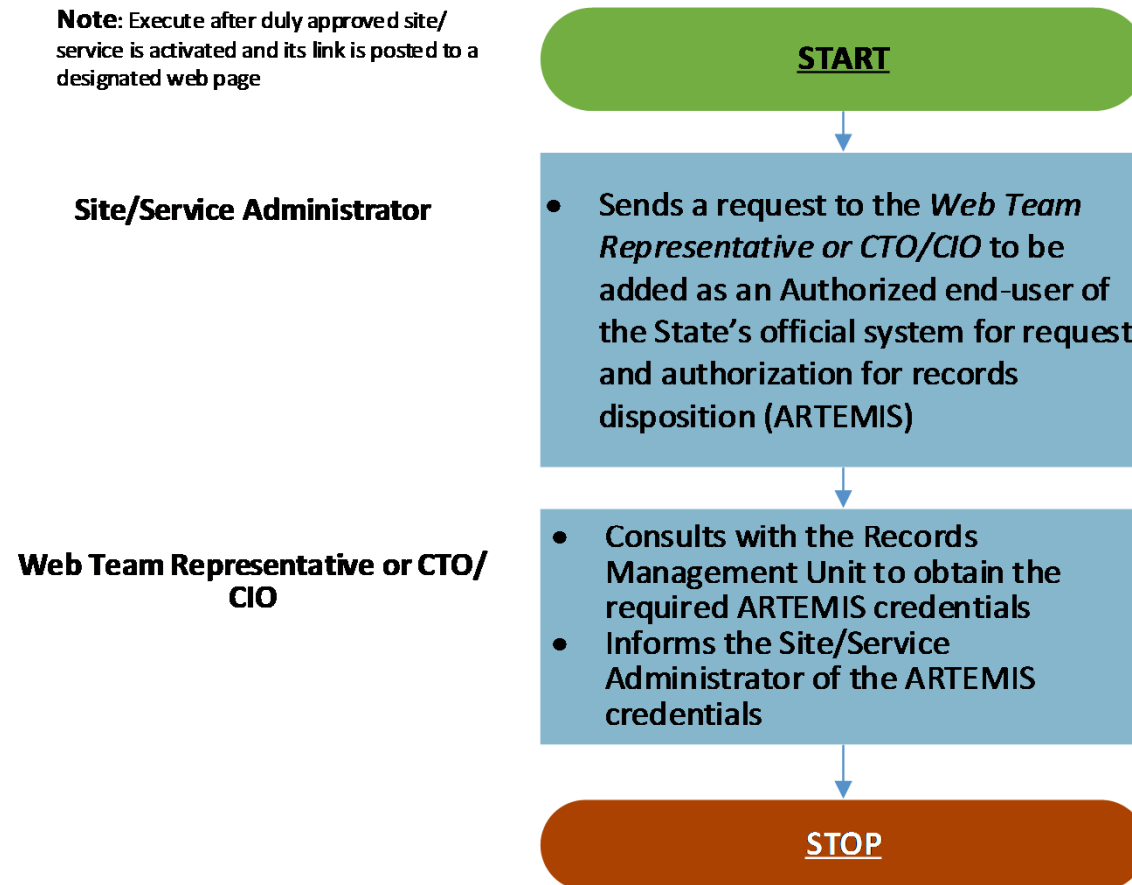 Note: Execute after duly approved site/
service is activated and its link is posted to a
designated web page
START
Site/Service Administrator
• Sends a request to the Web Team
Representative or CTO/CIO to be
added as an Authorized end-user of
the State's official system for request
and authorization for records
disposition (ARTEMIS)
Web Team Representative or CTO/
CIO
• Consults with the Records
Management Unit to obtain the
required ARTEMIS credentials
• Informs the Site/Service
Administrator of the ARTEMIS
credentials
STOP